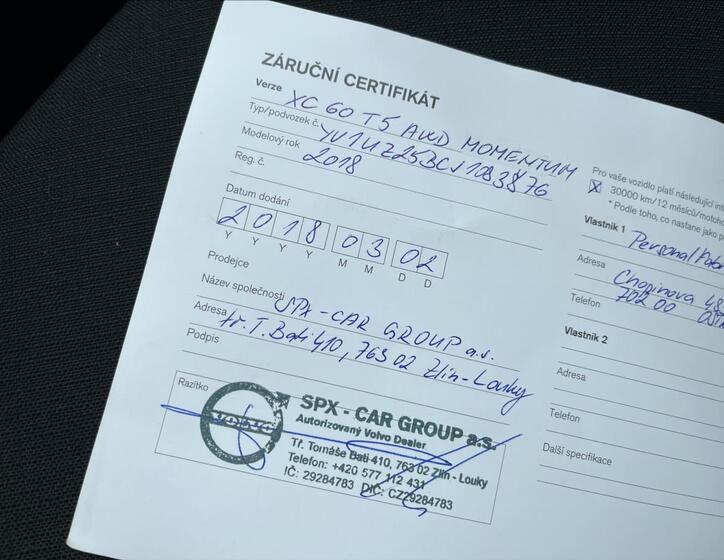 ZÁRUČNÍ CERTIFIKÁT
Verze XC 60 T5 AWD MOMENTUM
Typ/podvozek č. YV1UZ25BCJ1083876
Modelový rok 2018
Reg. č.
Datum dodání
2018 03 02
Y Y Y Y M M D D
Prodejce
Název společnosti SPX-CAR GROUP a.s.
Adresa tř. T. Bati 410, 763 02 Zlín-Louky
Podpis
Razítko
VOLVO
SPX - CAR GROUP a.s.
Autorizovaný Volvo Dealer
Tř. Tomáše Bati 410, 763 02 Zlín - Louky
Telefon: +420 577 112 431
IČ: 29284783 DIČ: CZ29284783
Pro vaše vozidlo platí následující
30000 km/12 měsíců
* Podle toho, co nastane jako
Vlastník 1
Adresa
702 00
Telefon
Vlastník 2
Adresa
Telefon
Další specifikace